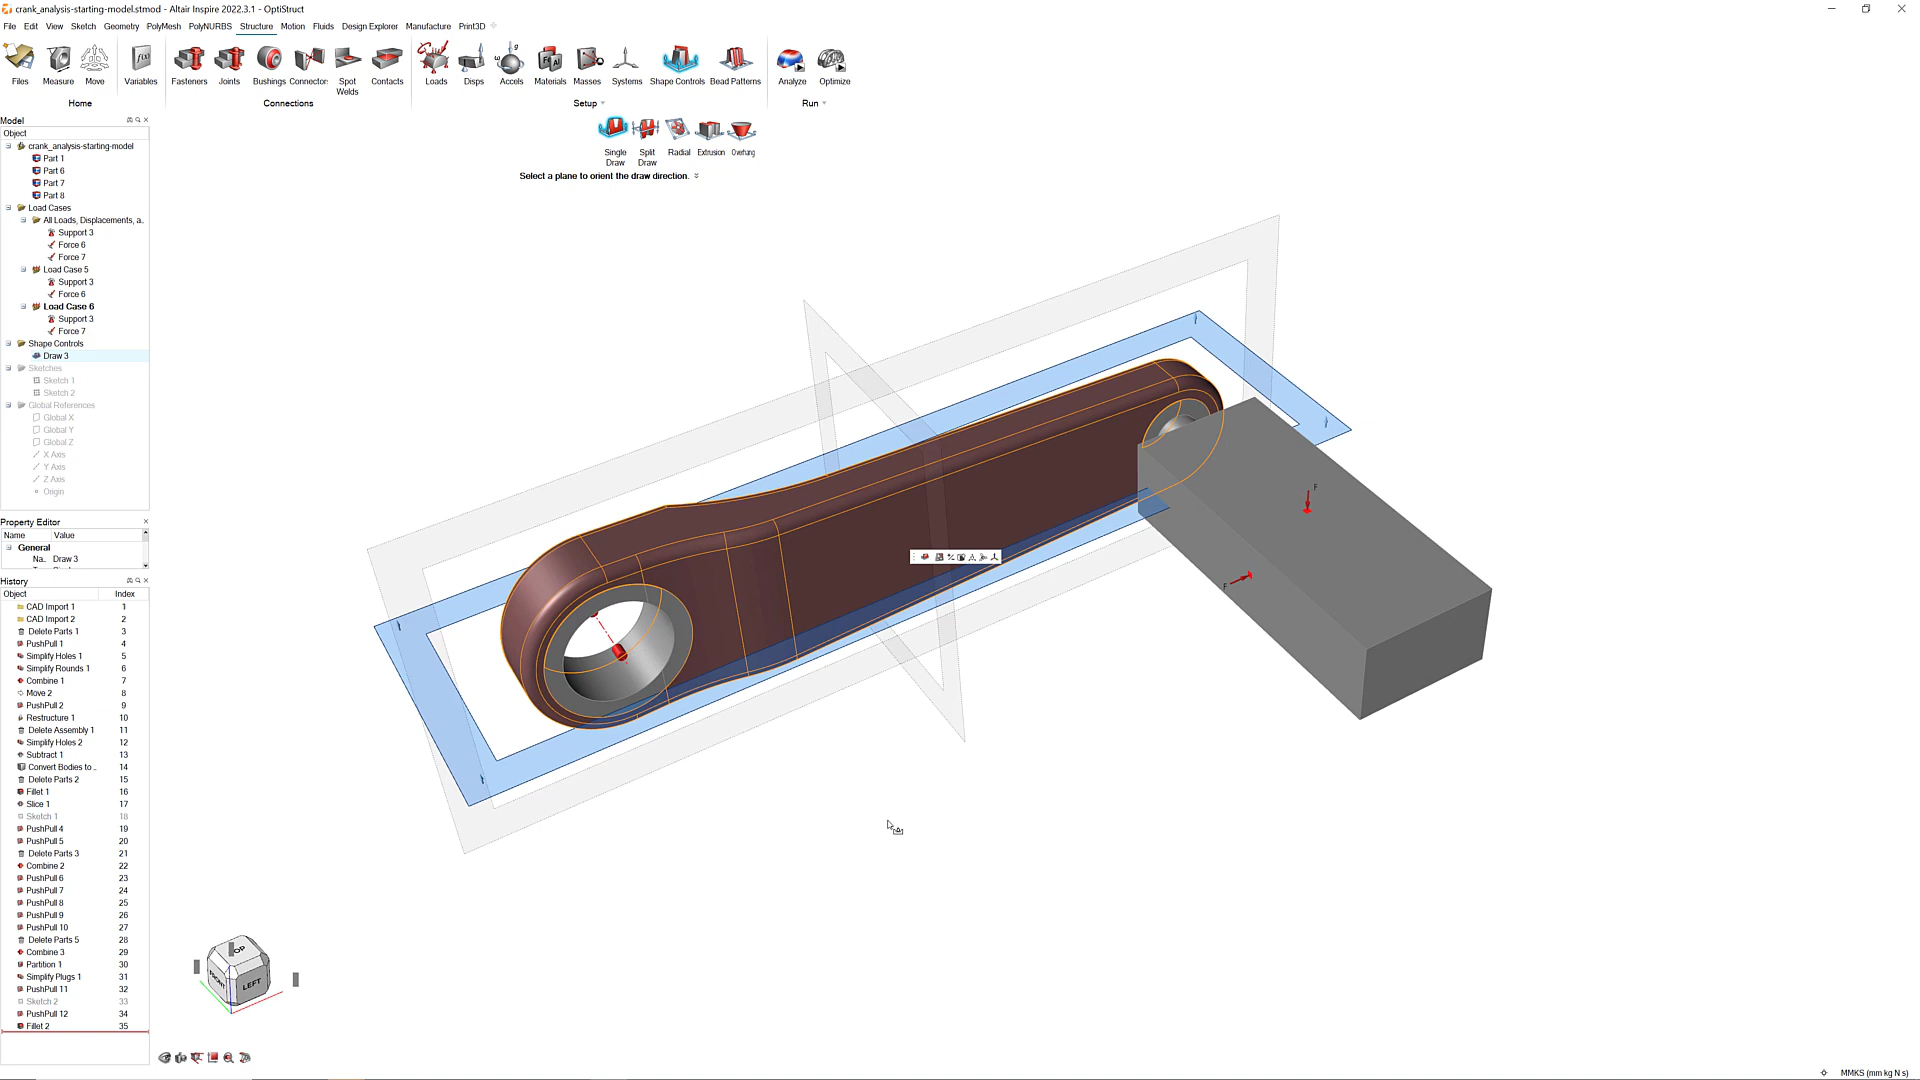 crank_analysis-starting-model.stmod - Altair Inspire 2022.3.1 - OptiStruct
File Edit View Sketch Geometry PolyMesh PolyNURBS Structure Motion Fluids Design Explorer Manufacture Print3D
Files Measure Move Variables Fasteners Joints Bushings Connectors Spot Welds Contacts Loads Disps Accels Materials Masses Systems Shape Controls Bead Patterns Analyze Optimize
Home Connections Setup Run
Single Draw Split Draw Radial Extrusion Overhang
Select a plane to orient the draw direction.
Model
Object
crank_analysis-starting-model
Part 1
Part 6
Part 7
Part 8
Load Cases
All Loads, Displacements, a..
Support 3
Force 6
Force 7
Load Case 5
Support 3
Force 6
Load Case 6
Support 3
Force 7
Shape Controls
Draw 3
Sketches
Sketch 1
Sketch 2
Global References
Global X
Global Y
Global Z
X Axis
Y Axis
Z Axis
Origin
Property Editor
Name Value
General
Na.. Draw 3
History
Object Index
CAD Import 1 1
CAD Import 2 2
Delete Parts 1 3
PushPull 1 4
Simplify Holes 1 5
Simplify Rounds 1 6
Combine 1 7
Move 2 8
PushPull 2 9
Restructure 1 10
Delete Assembly 1 11
Simplify Holes 2 12
Subtract 1 13
Convert Bodies to .. 14
Delete Parts 2 15
Fillet 1 16
Slice 1 17
Sketch 1 18
PushPull 4 19
PushPull 5 20
Delete Parts 3 21
Combine 2 22
PushPull 6 23
PushPull 7 24
PushPull 8 25
PushPull 9 26
PushPull 10 27
Delete Parts 5 28
Combine 3 29
Partition 1 30
Simplify Plugs 1 31
PushPull 11 32
Sketch 2 33
PushPull 12 34
Fillet 2 35
F
F
LEFT
FRONT
MMKS (mm kg N s)